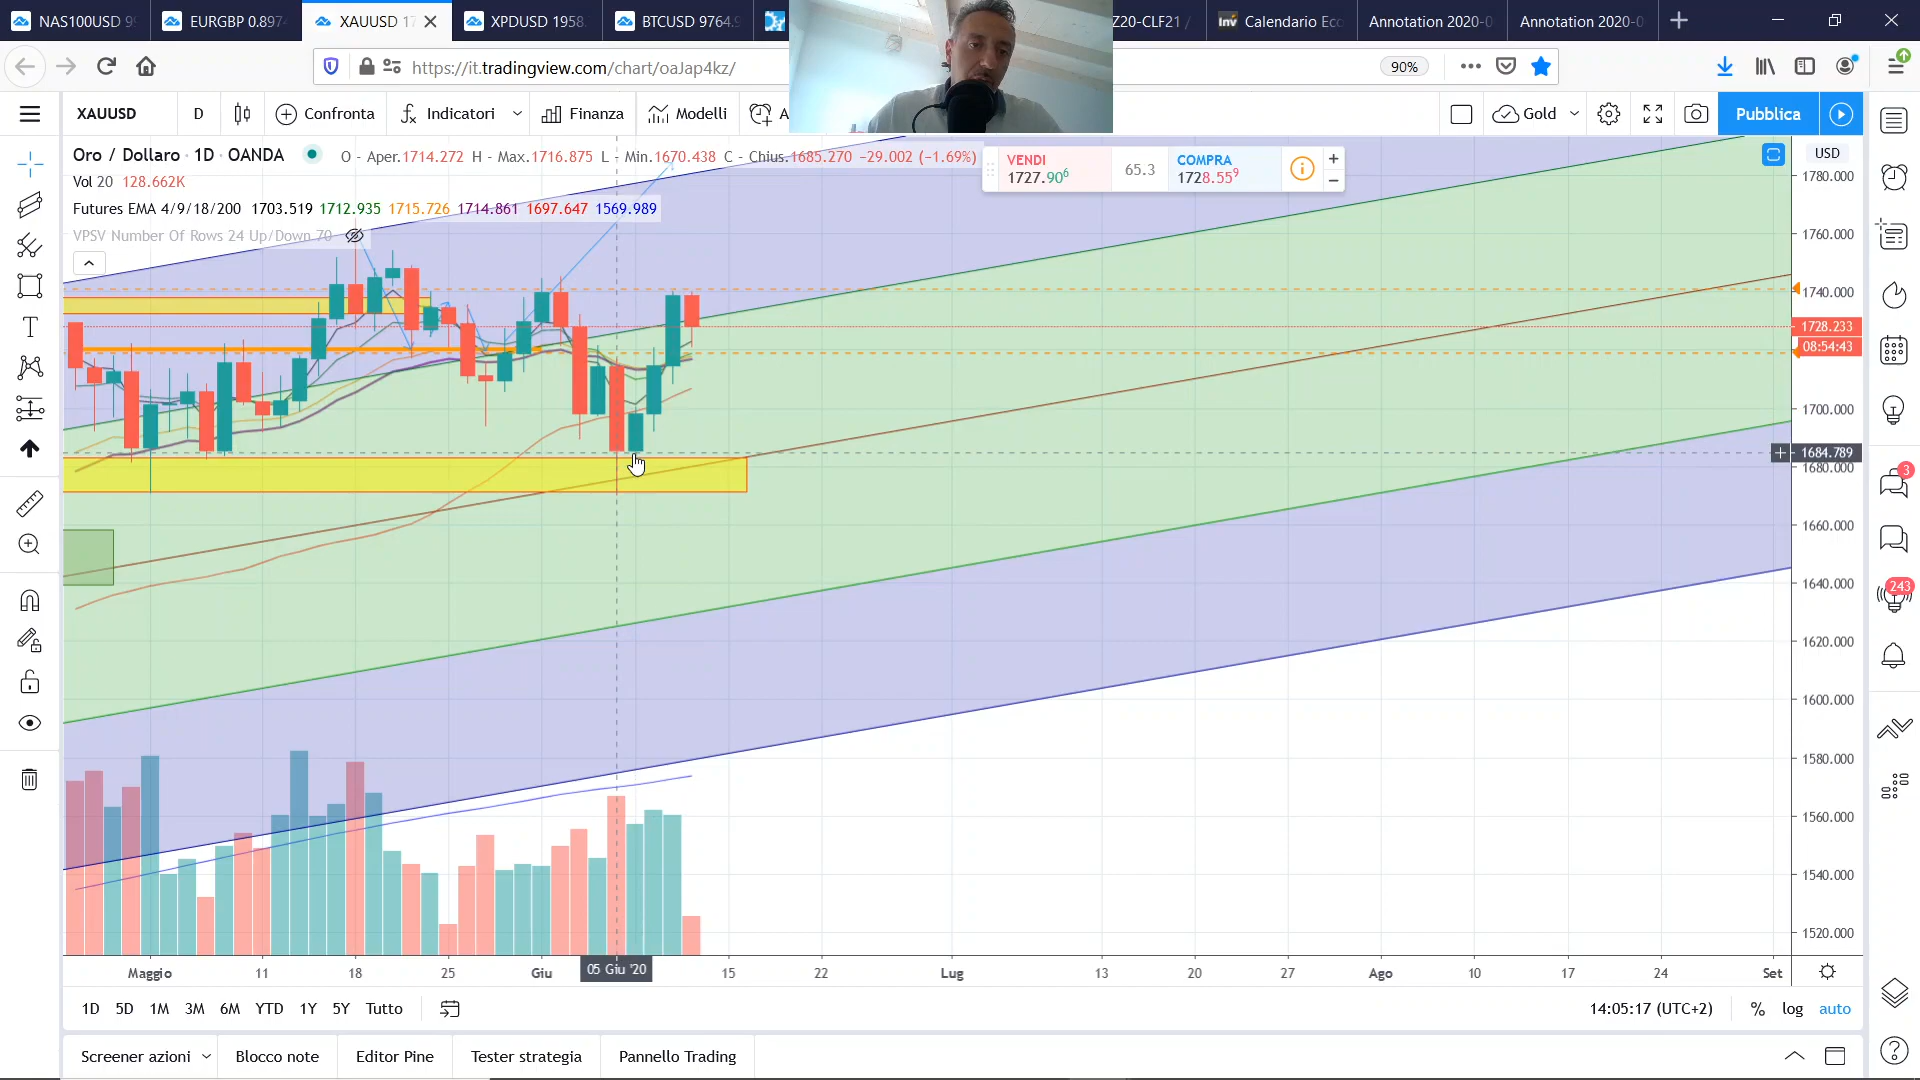 NAS100USD 99
EURGBP 0.897
XAUUSD 17
XPDUSD 1958.
BTCUSD 9764.9
Z20-CLF21 /
Inv Calendario Eco
Annotation 2020-0
Annotation 2020-0
https://it.tradingview.com/chart/oaJap4kz/
90%
XAUUSD
D
Confronta
Indicatori
Finanza
Modelli
A
Gold
Pubblica
Oro / Dollaro · 1D · OANDA O - Aper.1714.272 H - Max.1716.875 L - Min.1670.438 C - Chius.1685.270 −29.002 (−1.69%)
Vol 20 128.662K
Futures EMA 4/9/18/200 1703.519 1712.935 1715.726 1714.861 1697.647 1569.989
VPSV Number Of Rows 24 Up/Down 70
VENDI
1727.906
65.3
COMPRA
1728.559
USD
1780.000
1760.000
1740.000
1728.233
08:54:43
1700.000
1684.789
1680.000
1660.000
1640.000
1620.000
1600.000
1580.000
1560.000
1540.000
1520.000
3
243
Maggio 11 18 25 Giu 05 Giu '20 15 22 Lug 13 20 27 Ago 10 17 24 Set
1D 5D 1M 3M 6M YTD 1Y 5Y Tutto
14:05:17 (UTC+2) % log auto
Screener azioni Blocco note Editor Pine Tester strategia Pannello Trading